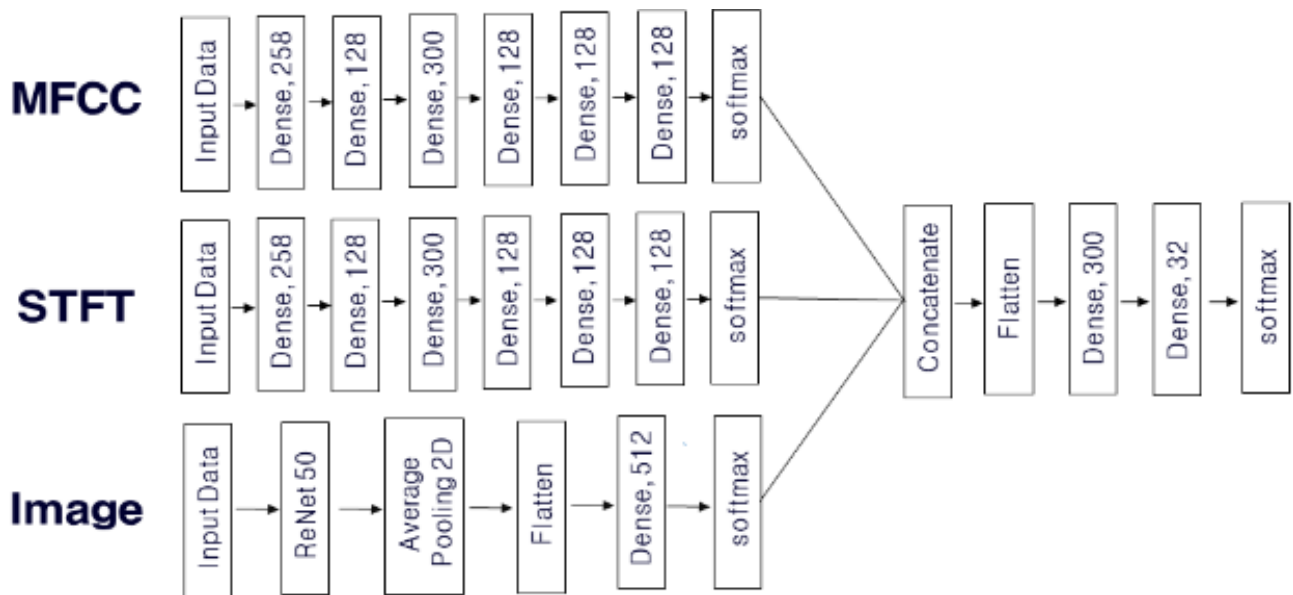 MFCC
Input Data
Dense, 258
Dense, 128
Dense, 300
Dense, 128
Dense, 128
Dense, 128
softmax
STFT
Input Data
Dense, 258
Dense, 128
Dense, 300
Dense, 128
Dense, 128
Dense, 128
softmax
Image
Input Data
ReNet 50
Average
Pooling 2D
Flatten
Dense, 512
softmax
Concatenate
Flatten
Dense, 300
Dense, 32
softmax